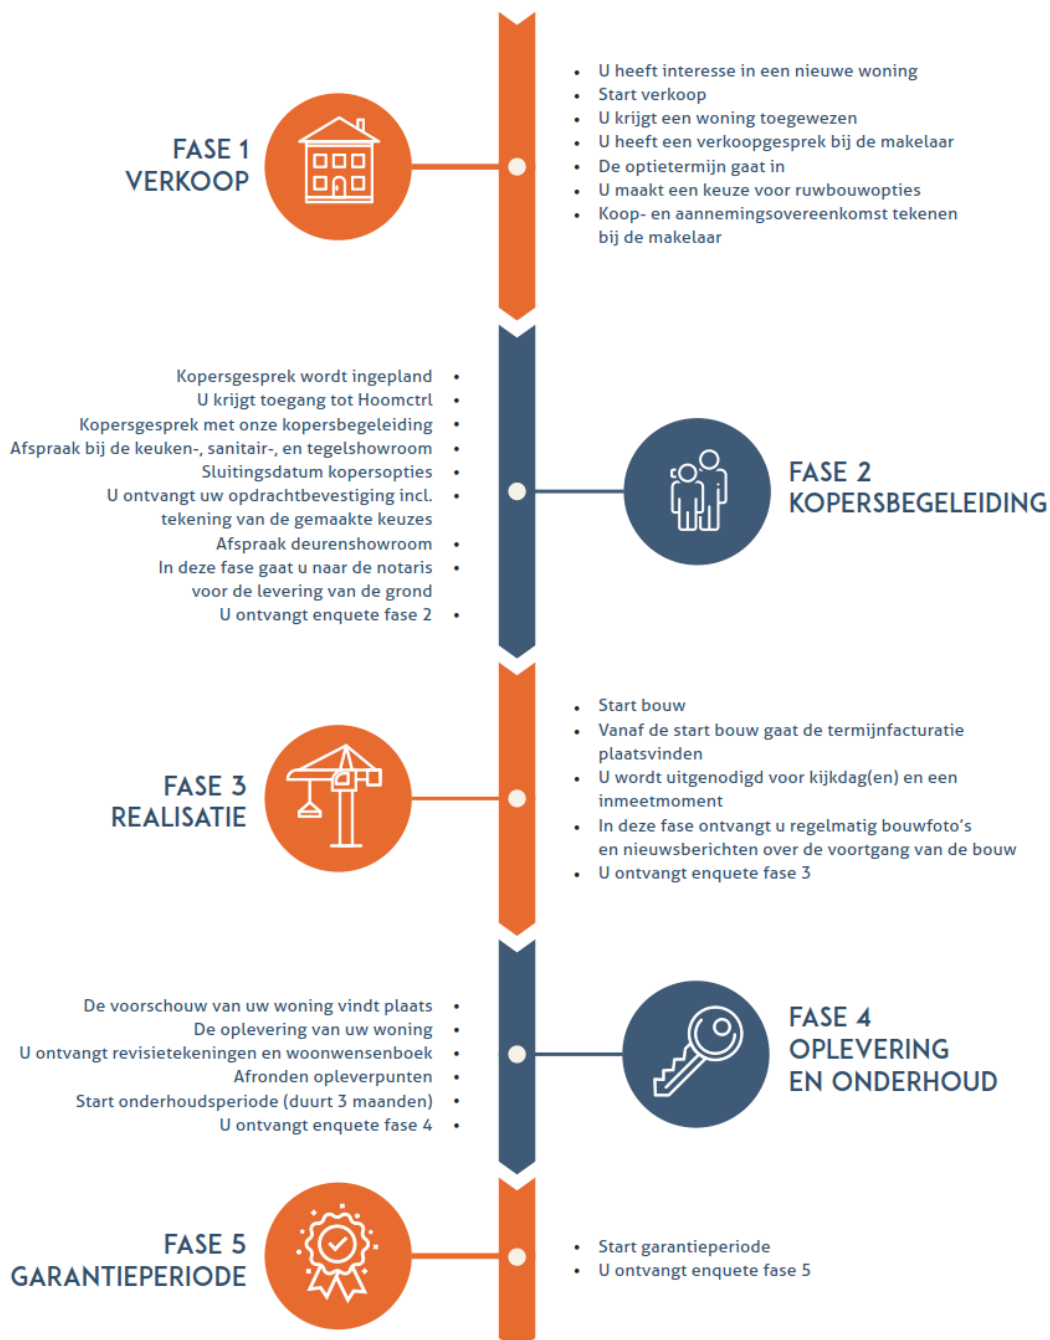 FASE 1
VERKOOP
• U heeft interesse in een nieuwe woning
• Start verkoop
• U krijgt een woning toegewezen
• U heeft een verkoopgesprek bij de makelaar
• De optietermijn gaat in
• U maakt een keuze voor ruwbouwopties
• Koop- en aannemingsovereenkomst tekenen
bij de makelaar
FASE 2
KOPERSBEGELEIDING
Kopersgesprek wordt ingepland •
U krijgt toegang tot Hoomctrl •
Kopersgesprek met onze kopersbegeleiding •
Afspraak bij de keuken-, sanitair-, en tegelshowroom •
Sluitingsdatum kopersopties •
U ontvangt uw opdrachtbevestiging incl. •
tekening van de gemaakte keuzes
Afspraak deurenshowroom •
In deze fase gaat u naar de notaris •
voor de levering van de grond
U ontvangt enquete fase 2 •
FASE 3
REALISATIE
• Start bouw
• Vanaf de start bouw gaat de termijnfacturatie
plaatsvinden
• U wordt uitgenodigd voor kijkdag(en) en een
inmeetmoment
• In deze fase ontvangt u regelmatig bouwfoto's
en nieuwsberichten over de voortgang van de bouw
• U ontvangt enquete fase 3
FASE 4
OPLEVERING
EN ONDERHOUD
De voorschouw van uw woning vindt plaats •
De oplevering van uw woning •
U ontvangt revisietekeningen en woonwensenboek •
Afronden opleverpunten •
Start onderhoudsperiode (duurt 3 maanden) •
U ontvangt enquete fase 4 •
FASE 5
GARANTIEPERIODE
• Start garantieperiode
• U ontvangt enquete fase 5